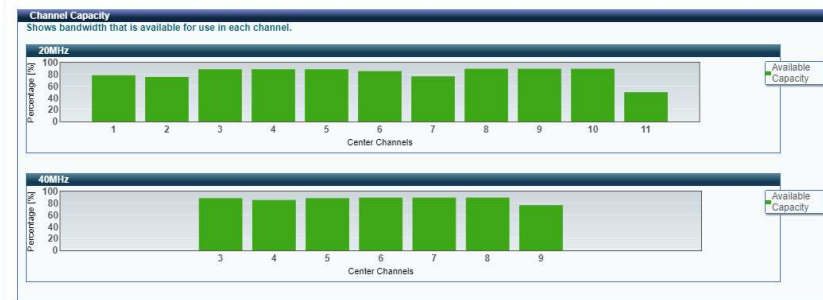 Channel Capacity
Shows bandwidth that is available for use in each channel.
20MHz
Percentage [%]
100
80
60
40
20
0
1 2 3 4 5 6 7 8 9 10 11
Center Channels
Available
Capacity
40MHz
Percentage [%]
100
80
60
40
20
0
3 4 5 6 7 8 9
Center Channels
Available
Capacity